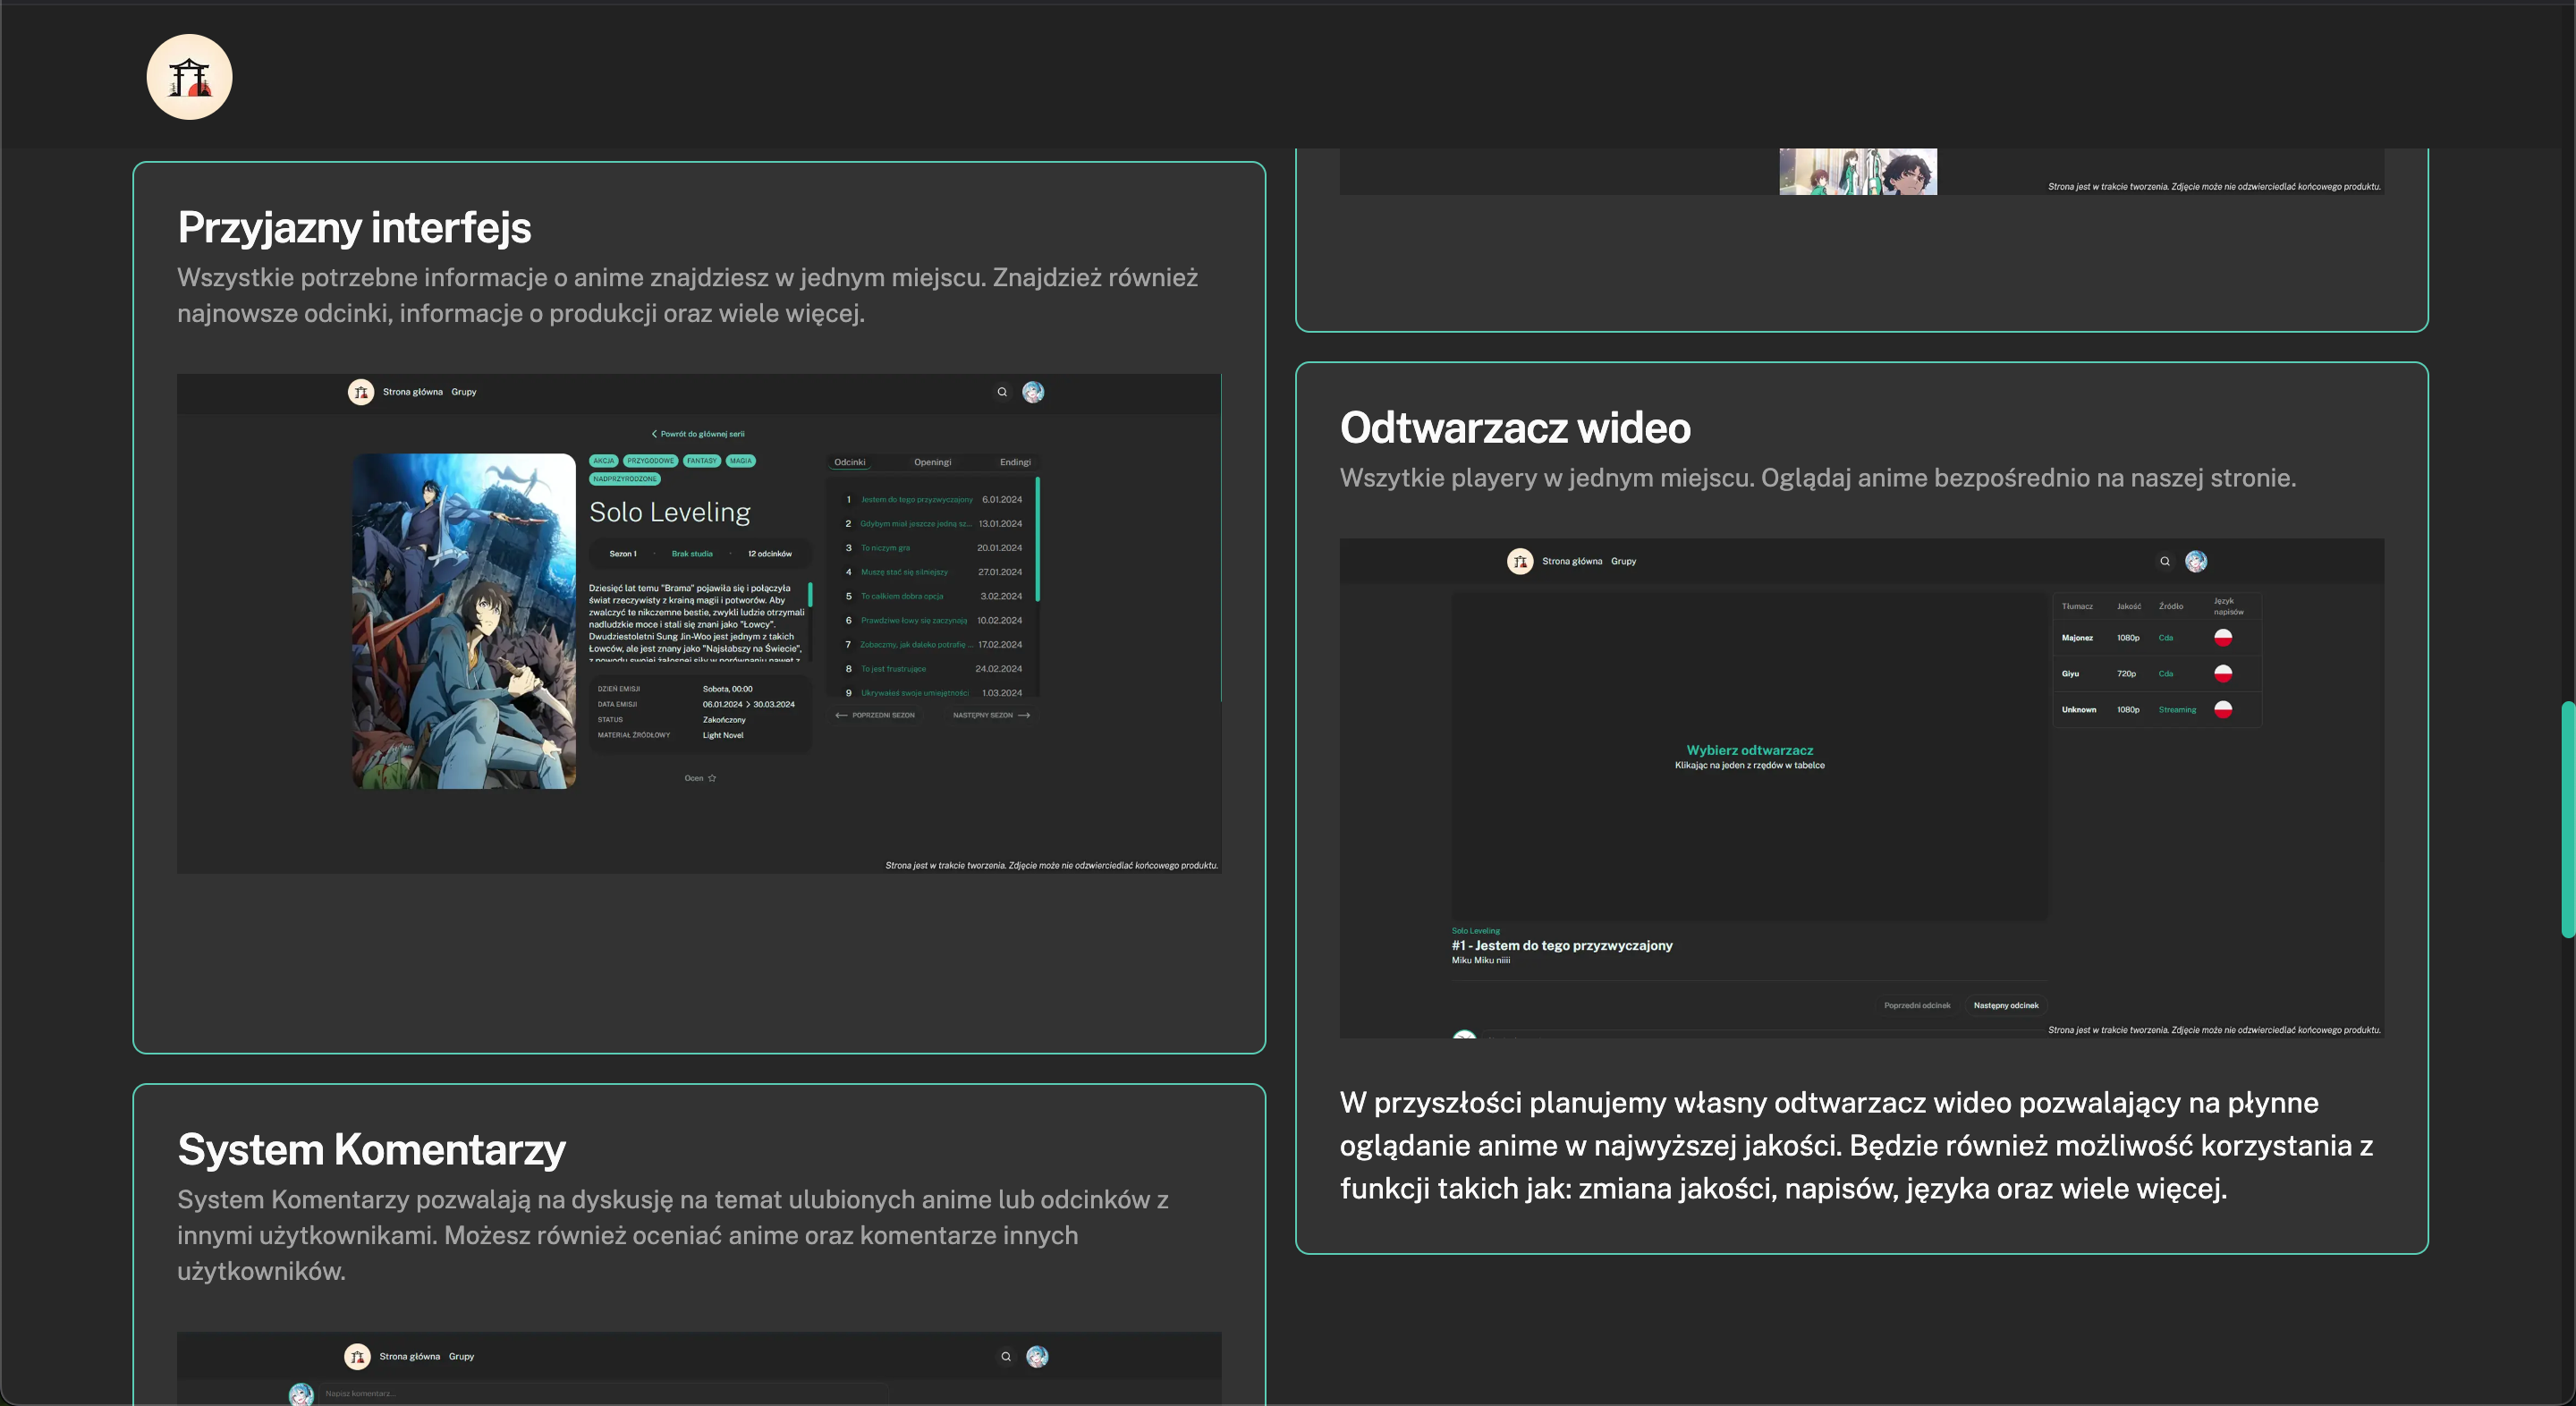 Przyjazny interfejs
Wszystkie potrzebne informacje o anime znajdziesz w jednym miejscu. Znajdzież również
najnowsze odcinki, informacje o produkcji oraz wiele więcej.
Strona główna Grupy
Powrót do głównej serii
AKCJA PRZYGODOWE FANTASY MAGIA
NADPRZYRODZONE
Solo Leveling
Sezon 1 - Brak studia - 12 odcinków
Dziesięć lat temu "Brama" pojawiła się i połączyła
świat rzeczywisty z krainą magii i potworów. Aby
zwalczyć te nikczemne bestie, zwykli ludzie otrzymali
nadludzkie moce i stali się znani jako "Łowcy".
Dwudziestoletni Sung Jin-Woo jest jednym z takich
Łowców, ale jest znany jako "Najsłabszy na Świecie",
z powodu swojej żałosnej siły w porównaniu nawet z
DZIEŃ EMISJI Sobota, 00:00
DATA EMISJI 06.01.2024 > 30.03.2024
STATUS Zakończony
MATERIAŁ ŹRÓDŁOWY Light Novel
Ocen
Odcinki Openingi Endingi
1 Jestem do tego przyzwyczajony 6.01.2024
2 Gdybym miał jeszcze jedną sz... 13.01.2024
3 To niczym gra 20.01.2024
4 Muszę stać się silniejszy 27.01.2024
5 To całkiem dobra opcja 3.02.2024
6 Prawdziwe łowy się zaczynają 10.02.2024
7 Zobaczmy, jak daleko potrafię ... 17.02.2024
8 To jest frustrujące 24.02.2024
9 Ukrywałeś swoje umiejętności 1.03.2024
POPRZEDNI SEZON NASTĘPNY SEZON
Strona jest w trakcie tworzenia. Zdjęcie może nie odzwierciedlać końcowego produktu.
System Komentarzy
System Komentarzy pozwalają na dyskusję na temat ulubionych anime lub odcinków z
innymi użytkownikami. Możesz również oceniać anime oraz komentarze innych
użytkowników.
Strona główna Grupy
Napisz komentarz...
Strona jest w trakcie tworzenia. Zdjęcie może nie odzwierciedlać końcowego produktu.
Odtwarzacz wideo
Wszytkie playery w jednym miejscu. Oglądaj anime bezpośrednio na naszej stronie.
Strona główna Grupy
Wybierz odtwarzacz
Klikając na jeden z rzędów w tabelce
Tłumacz Jakość Źródło Język napisów
Majonez 1080p Cda
Giyu 720p Cda
Unknown 1080p Streaming
Solo Leveling
#1 - Jestem do tego przyzwyczajony
Miku Miku niiii
Poprzedni odcinek Następny odcinek
Strona jest w trakcie tworzenia. Zdjęcie może nie odzwierciedlać końcowego produktu.
W przyszłości planujemy własny odtwarzacz wideo pozwalający na płynne
oglądanie anime w najwyższej jakości. Będzie również możliwość korzystania z
funkcji takich jak: zmiana jakości, napisów, języka oraz wiele więcej.